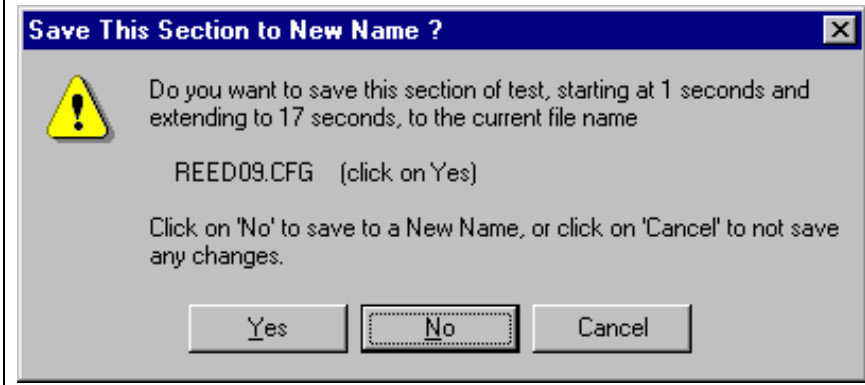 Save This Section to New Name ?
Do you want to save this section of test, starting at 1 seconds and
extending to 17 seconds, to the current file name
REED09.CFG (click on Yes)
Click on 'No' to save to a New Name, or click on 'Cancel' to not save
any changes.
Yes No Cancel